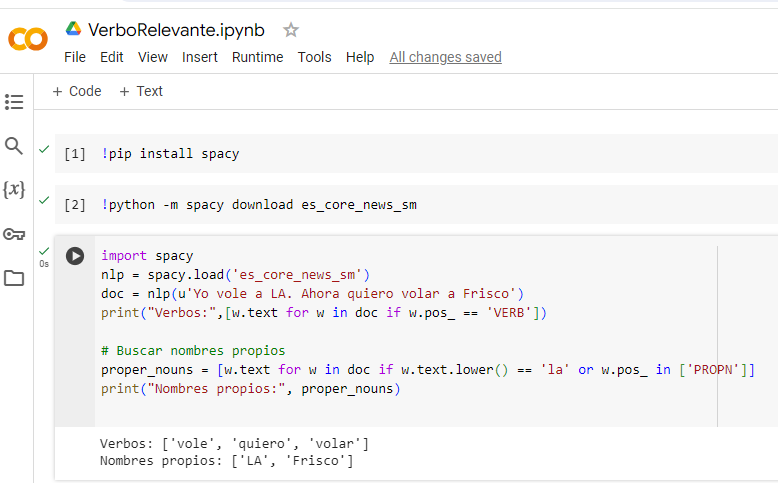 VerboRelevante.ipynb
File Edit View Insert Runtime Tools Help All changes saved
+ Code + Text
[1] !pip install spacy
[2] !python -m spacy download es_core_news_sm
0s
import spacy
nlp = spacy.load('es_core_news_sm')
doc = nlp(u'Yo vole a LA. Ahora quiero volar a Frisco')
print("Verbos:",[w.text for w in doc if w.pos_ == 'VERB'])
# Buscar nombres propios
proper_nouns = [w.text for w in doc if w.text.lower() == 'la' or w.pos_ in ['PROPN']]
print("Nombres propios:", proper_nouns)
Verbos: ['vole', 'quiero', 'volar']
Nombres propios: ['LA', 'Frisco']